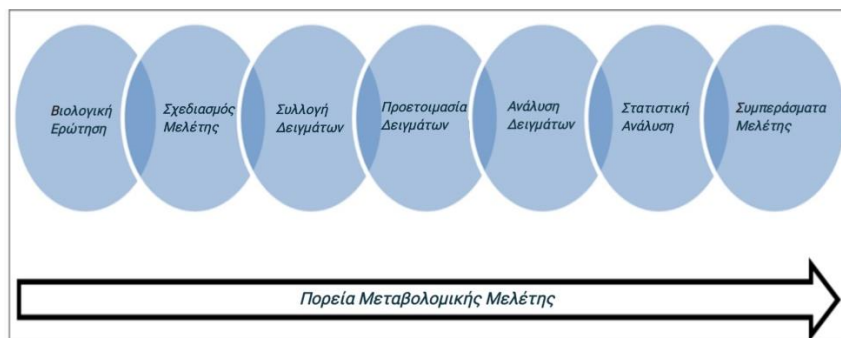 Βιολογική
Ερώτηση
Σχεδιασμός
Μελέτης
Συλλογή
Δειγμάτων
Προετοιμασία
Δειγμάτων
Ανάλυση
Δειγμάτων
Στατιστική
Ανάλυση
Συμπεράσματα
Μελέτης
Πορεία Μεταβολομικής Μελέτης